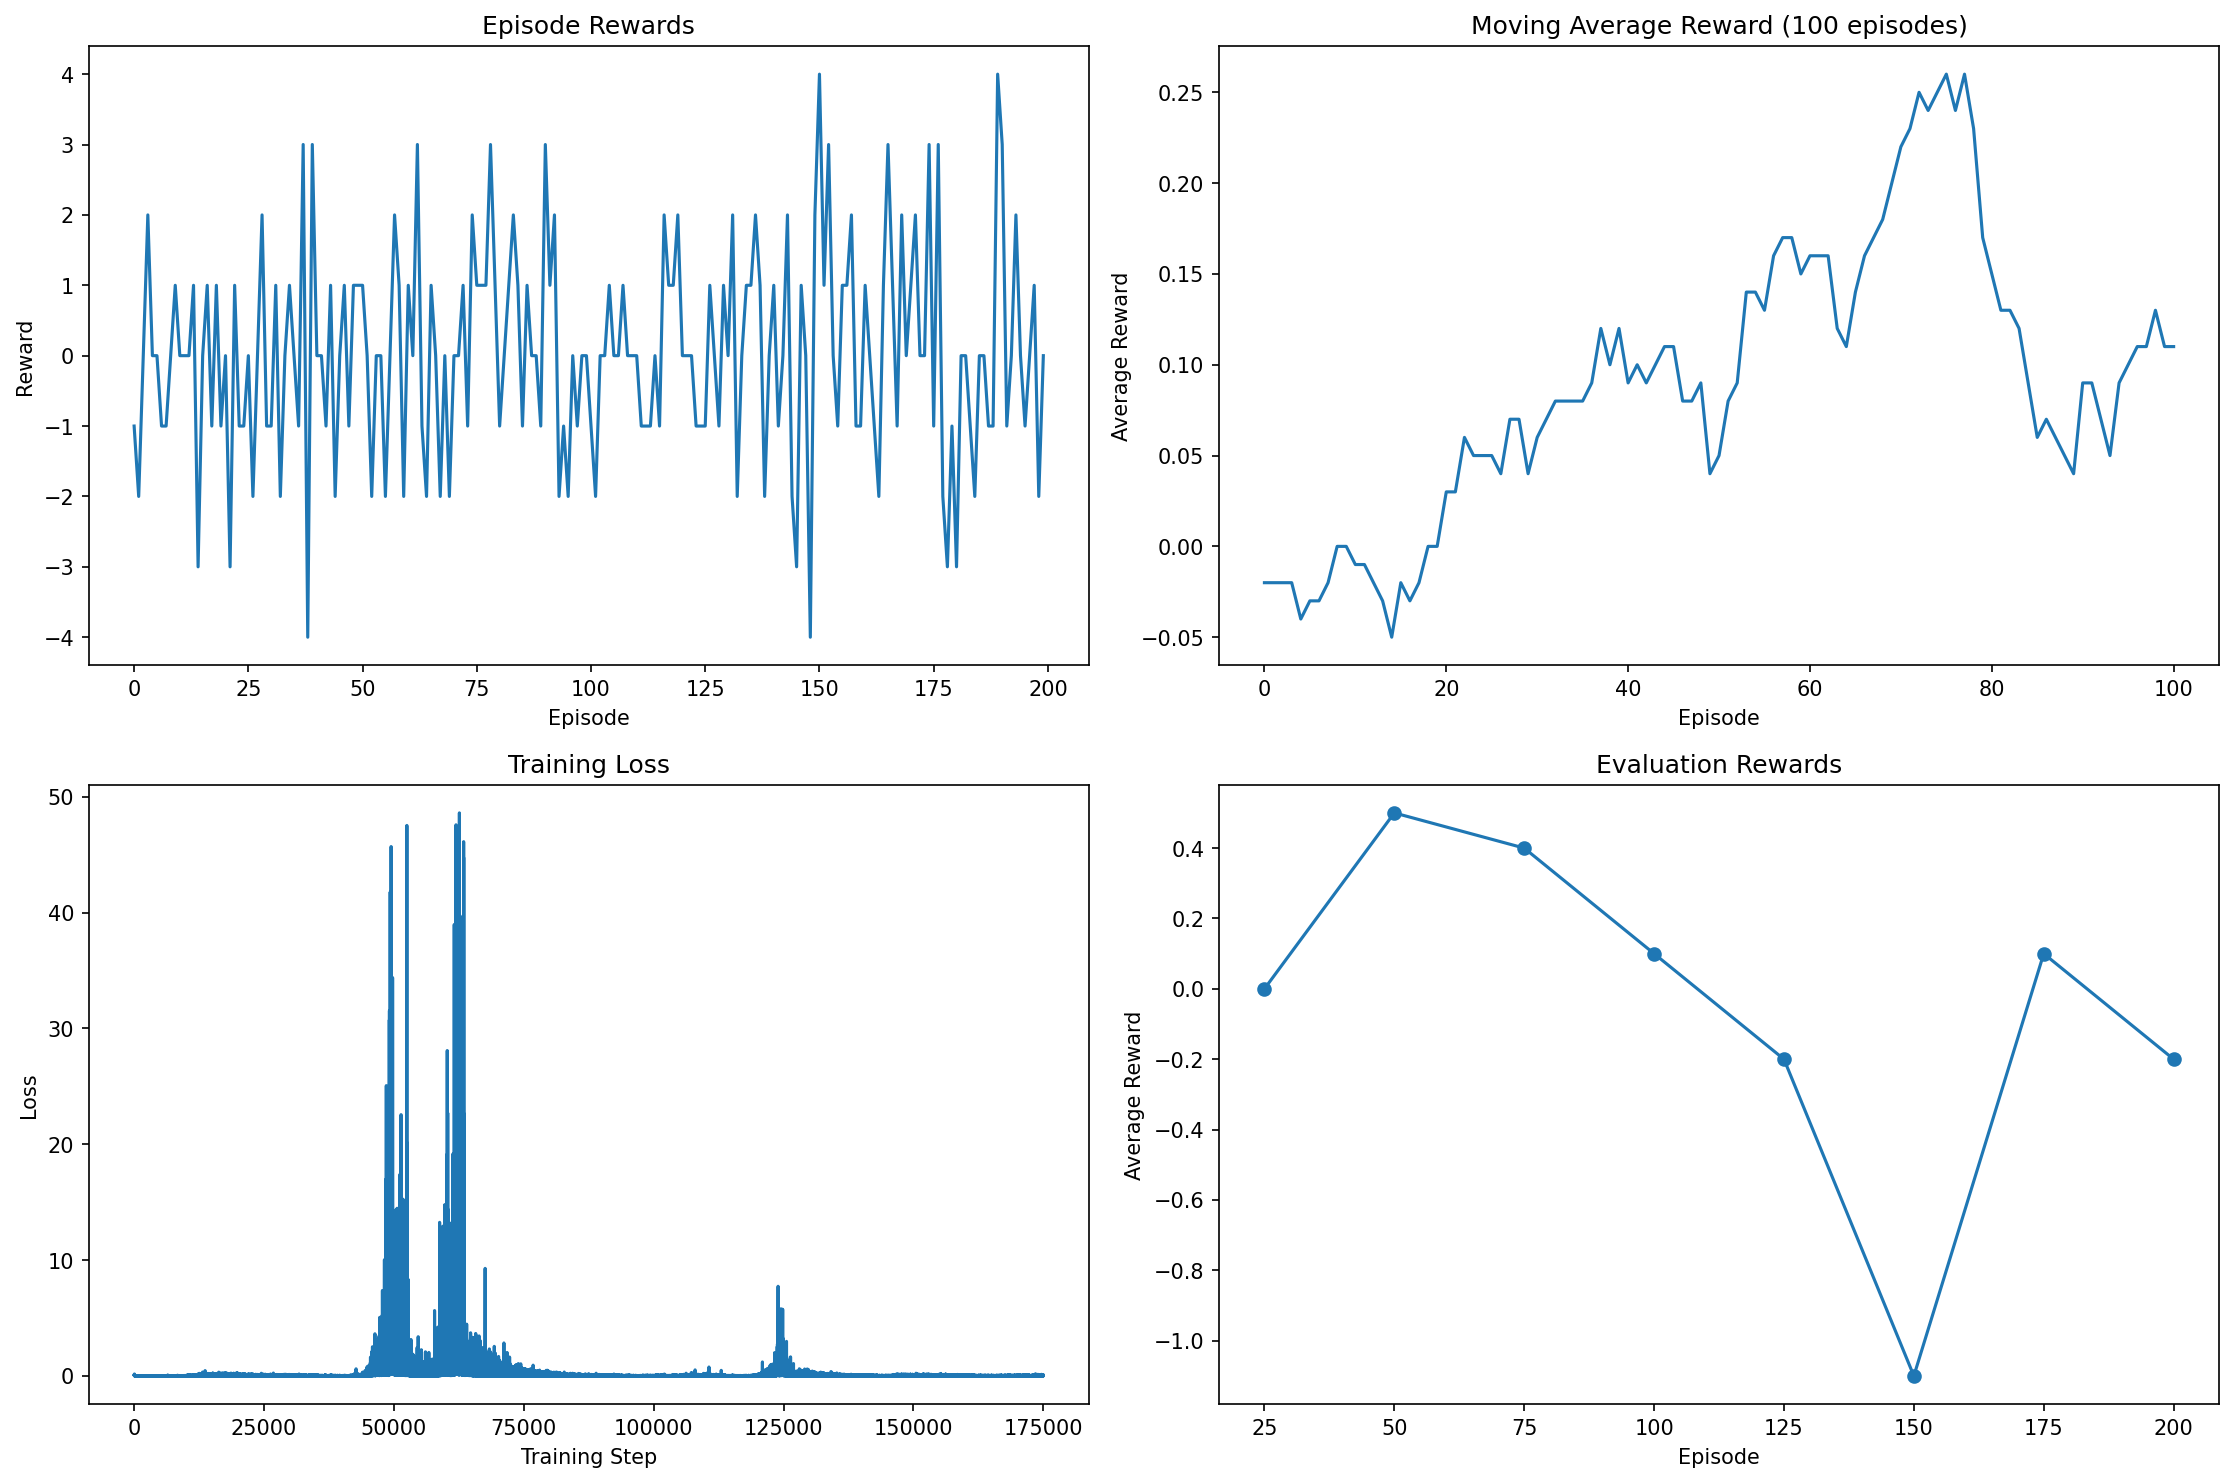 Episode Rewards
4
3
2
1
0
−1
−2
−3
−4
Reward
0 25 50 75 100 125 150 175 200
Episode
Moving Average Reward (100 episodes)
0.25
0.20
0.15
0.10
0.05
0.00
−0.05
Average Reward
0 20 40 60 80 100
Episode
Training Loss
50
40
30
20
10
0
Loss
0 25000 50000 75000 100000 125000 150000 175000
Training Step
Evaluation Rewards
0.4
0.2
0.0
−0.2
−0.4
−0.6
−0.8
−1.0
Average Reward
25 50 75 100 125 150 175 200
Episode